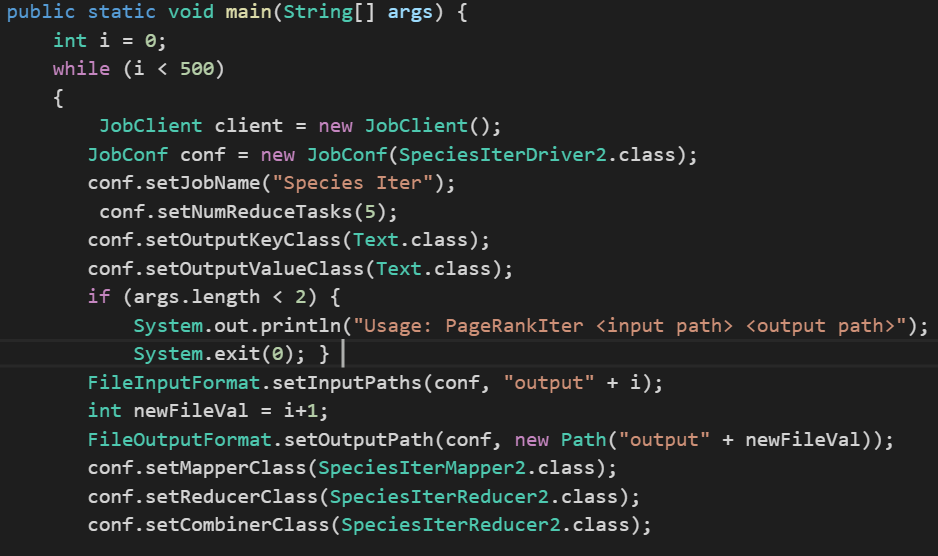 public static void main(String[] args) {
    int i = 0;
    while (i < 500)
    {
        JobClient client = new JobClient();
       JobConf conf = new JobConf(SpeciesIterDriver2.class);
       conf.setJobName("Species Iter");
        conf.setNumReduceTasks(5);
       conf.setOutputKeyClass(Text.class);
       conf.setOutputValueClass(Text.class);
       if (args.length < 2) {
           System.out.println("Usage: PageRankIter <input path> <output path>");
           System.exit(0); }
       FileInputFormat.setInputPaths(conf, "output" + i);
       int newFileVal = i+1;
       FileOutputFormat.setOutputPath(conf, new Path("output" + newFileVal));
       conf.setMapperClass(SpeciesIterMapper2.class);
       conf.setReducerClass(SpeciesIterReducer2.class);
       conf.setCombinerClass(SpeciesIterReducer2.class);